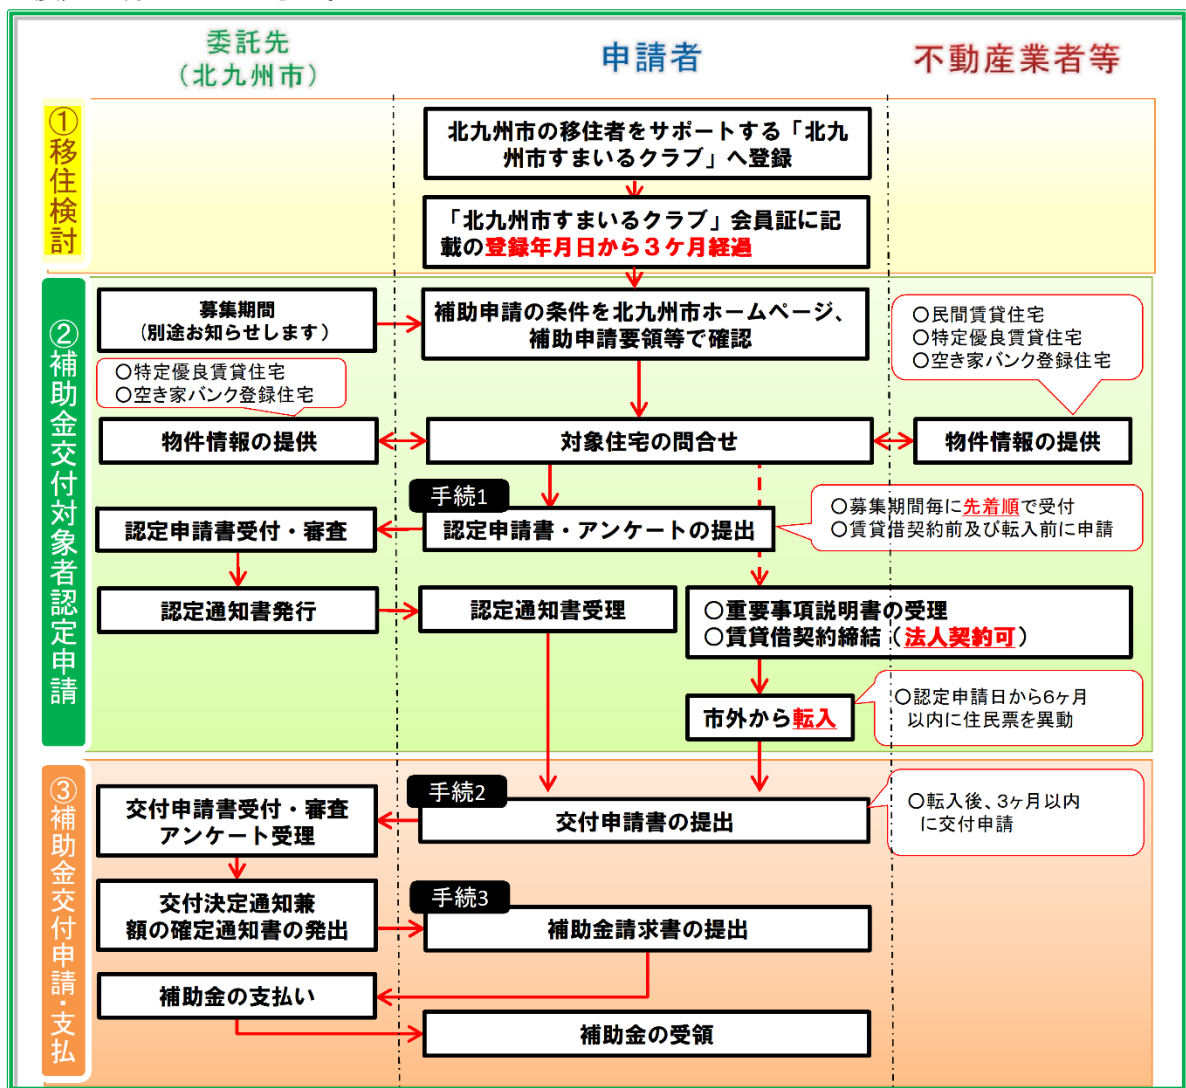 委託先
（北九州市）
申請者
不動産業者等
①移住検討
北九州市の移住者をサポートする「北九
州市すまいるクラブ」へ登録
「北九州市すまいるクラブ」会員証に記
載の登録年月日から３ケ月経過
②補助金交付対象者認定申請
募集期間
（別途お知らせします）
補助申請の条件を北九州市ホームページ、
補助申請要領等で確認
〇民間賃貸住宅
〇特定優良賃貸住宅
〇空き家バンク登録住宅
〇特定優良賃貸住宅
〇空き家バンク登録住宅
物件情報の提供
対象住宅の問合せ
物件情報の提供
手続1
認定申請書受付・審査
認定申請書・アンケートの提出
〇募集期間毎に先着順で受付
〇賃貸借契約前及び転入前に申請
認定通知書発行
認定通知書受理
〇重要事項説明書の受理
〇賃貸借契約締結（法人契約可）
市外から転入
〇認定申請日から6ヶ月
以内に住民票を異動
③補助金交付申請・支払
手続2
交付申請書受付・審査
アンケート受理
交付申請書の提出
〇転入後、3ヶ月以内
に交付申請
交付決定通知兼
額の確定通知書の発出
手続3
補助金請求書の提出
補助金の支払い
補助金の受領